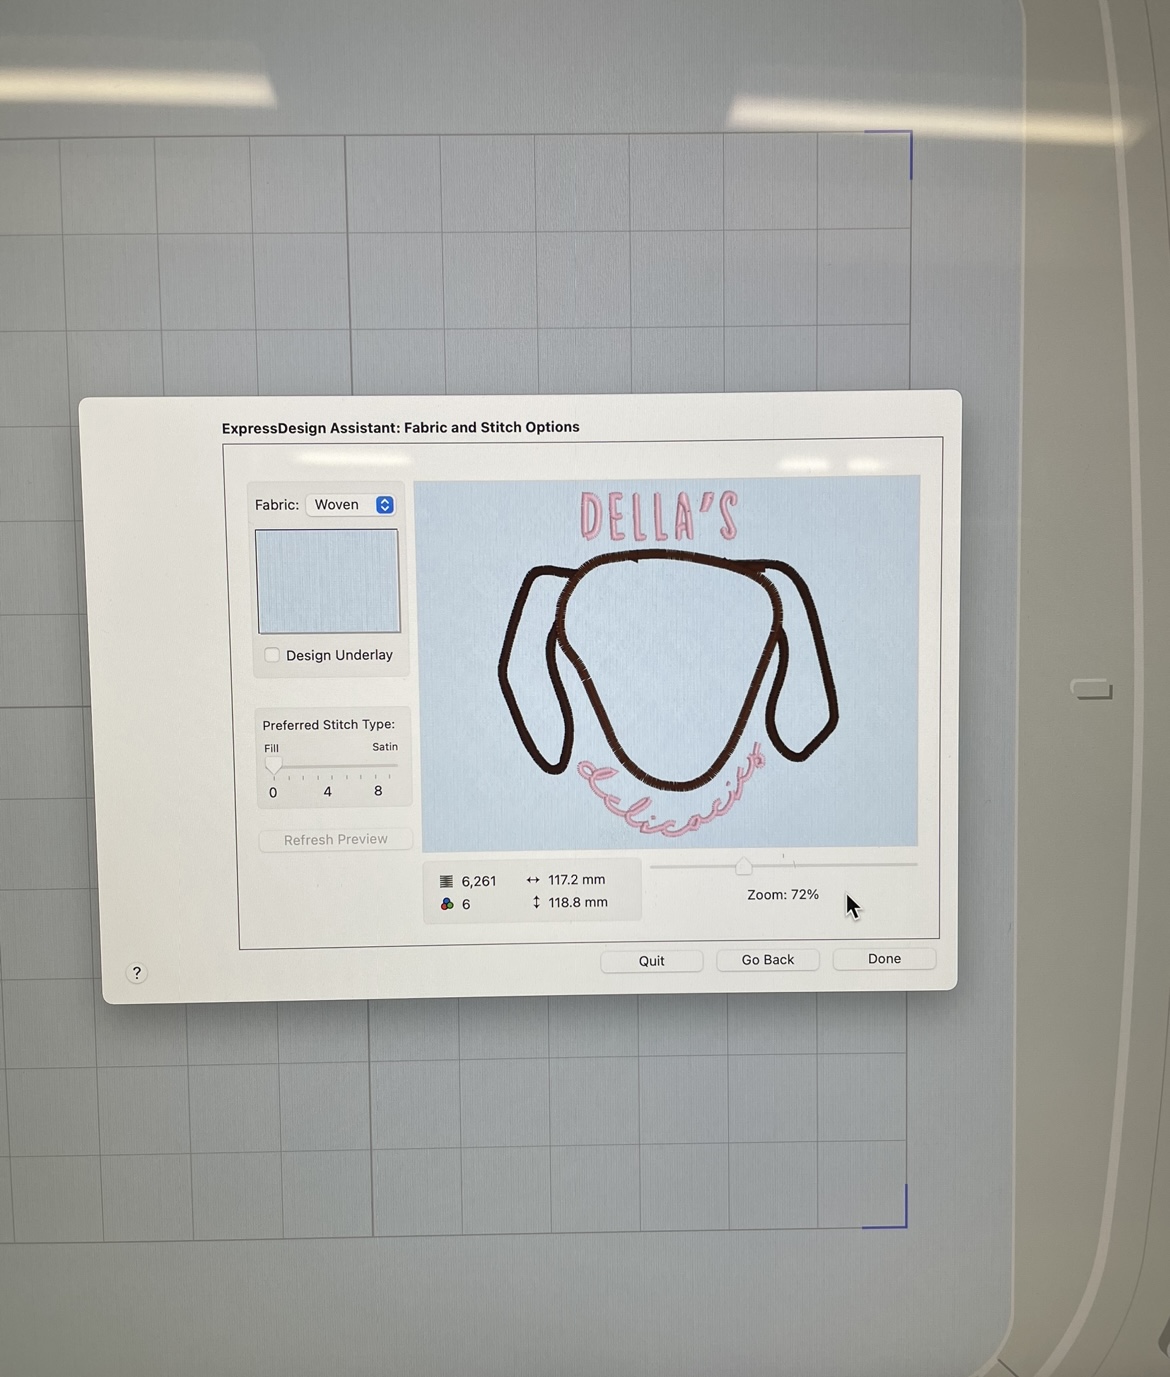 ExpressDesign Assistant: Fabric and Stitch Options
Fabric: Woven
Design Underlay
Preferred Stitch Type:
Fill Satin
0 4 8
Refresh Preview
DELLA'S
delicacies
6,261 117.2 mm
6 118.8 mm
Zoom: 72%
? Quit Go Back Done